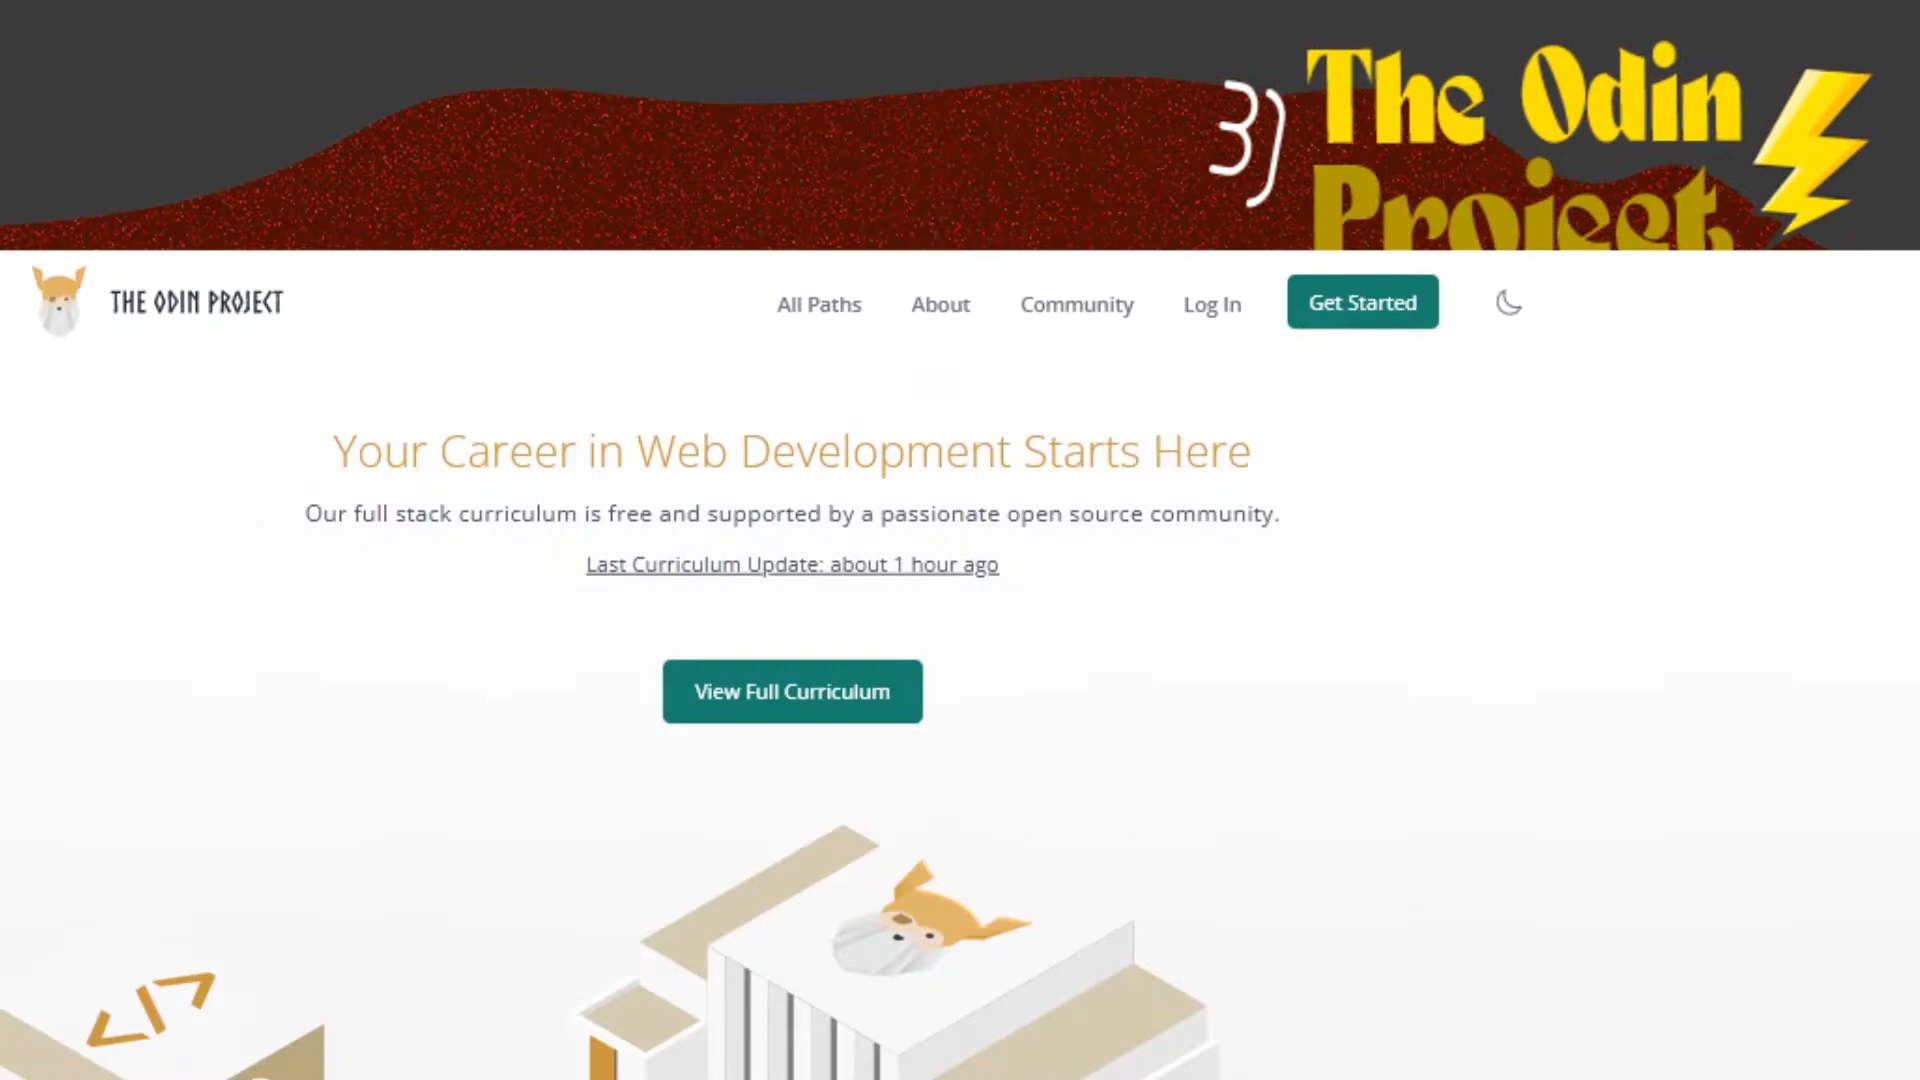 3) The Odin
Project
THE ODIN PROJECT
All Paths
About
Community
Log In
Get Started
Your Career in Web Development Starts Here
Our full stack curriculum is free and supported by a passionate open source community.
Last Curriculum Update: about 1 hour ago
View Full Curriculum
</>